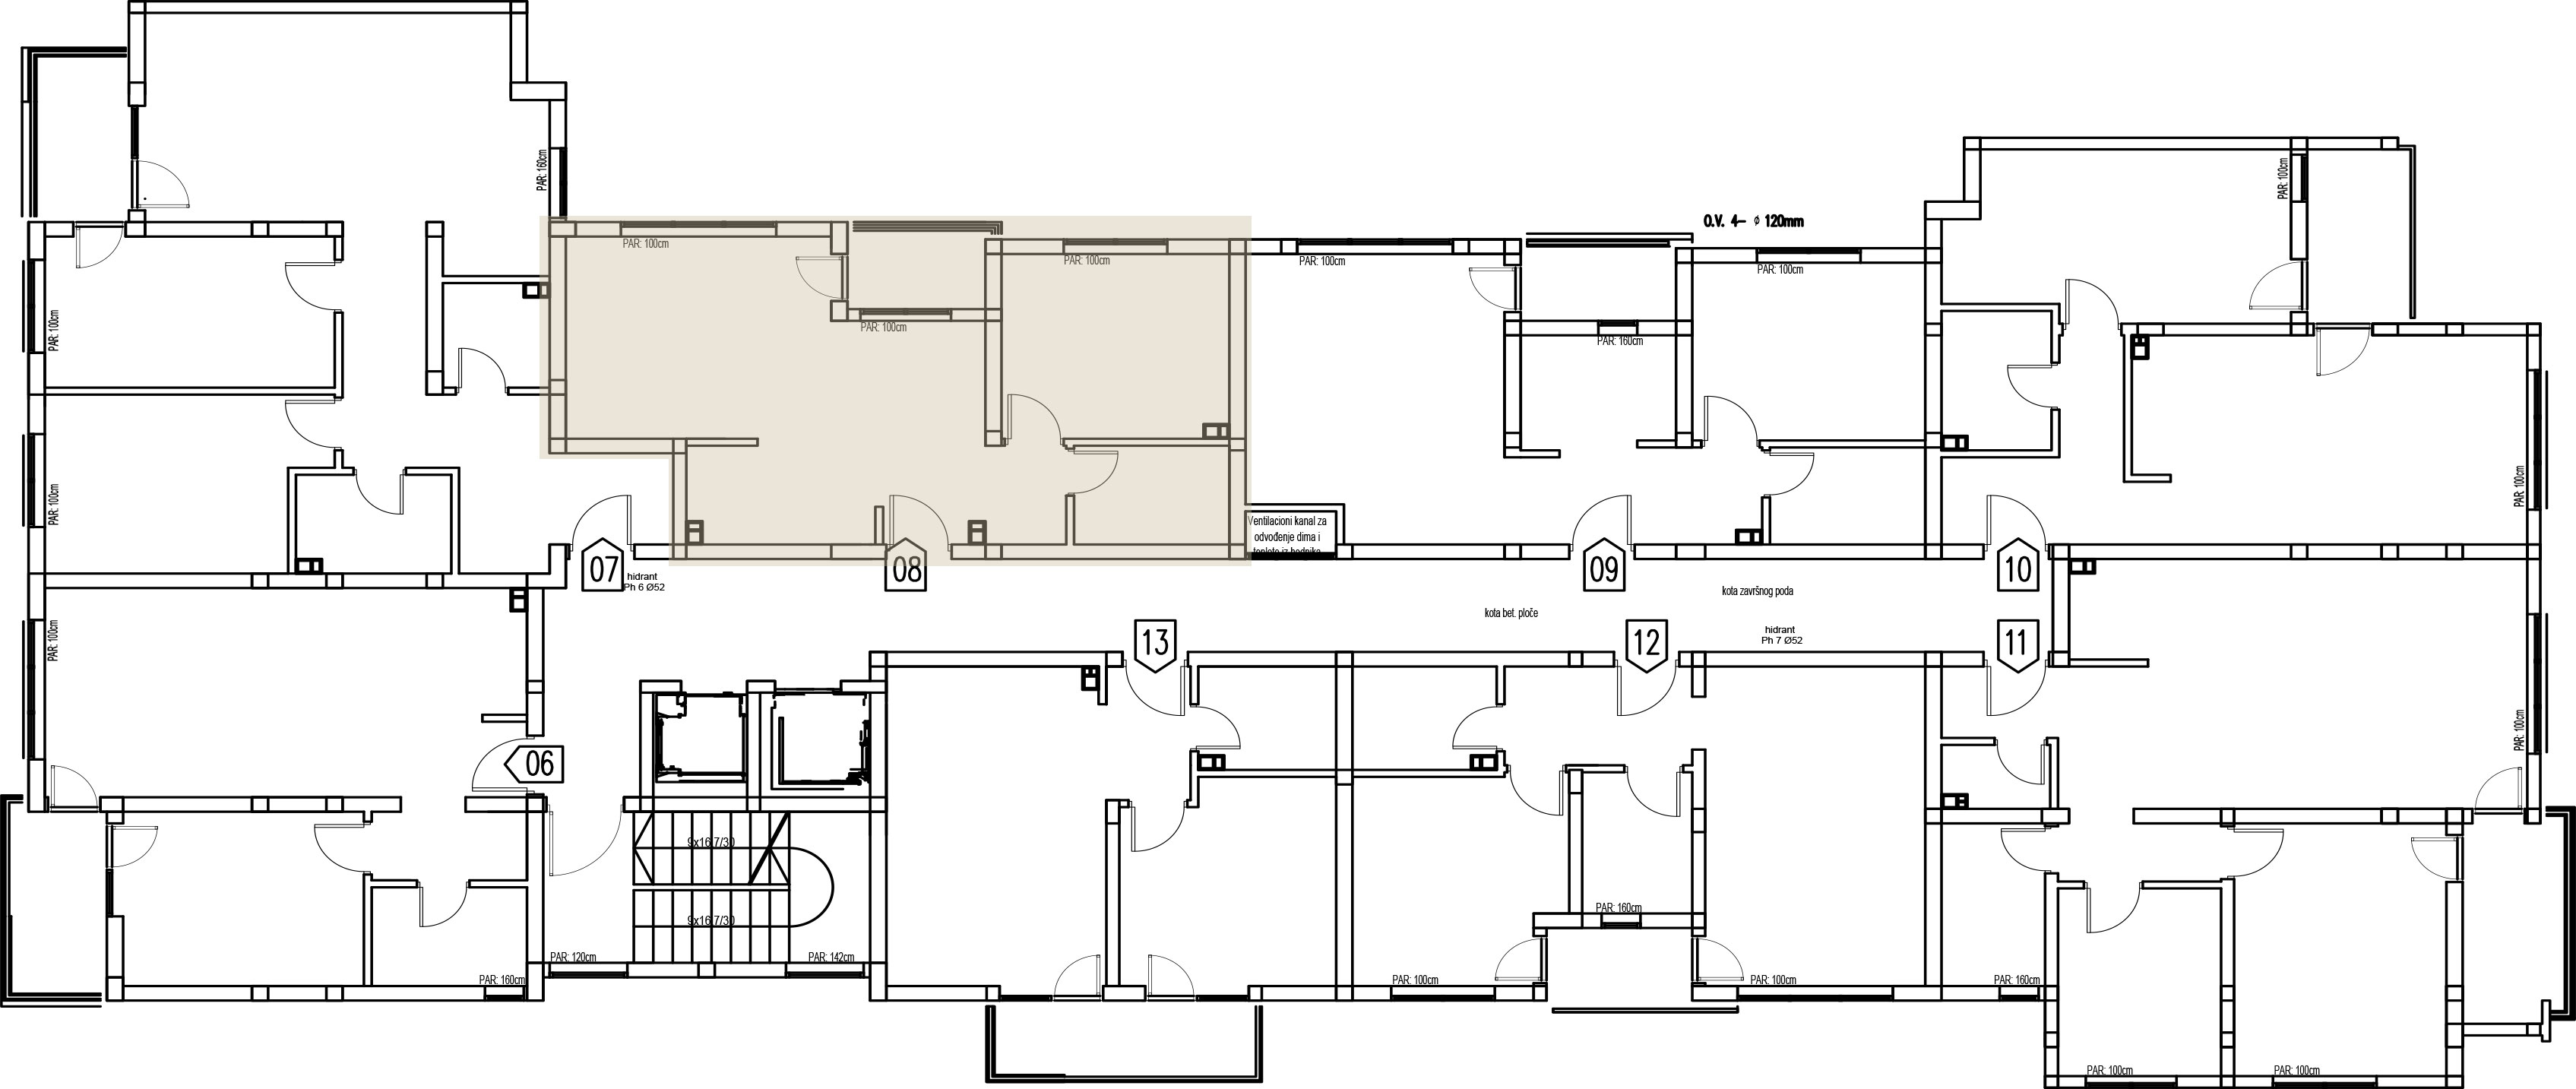 PAR: 160cm
PAR: 100cm
O.V. 4- ϕ 120mm
PAR: 100cm
PAR: 100cm
PAR: 100cm
PAR: 100cm
PAR: 100cm
PAR: 100cm
PAR: 100cm
PAR: 160cm
PAR: 100cm
PAR: 100cm
PAR: 100cm
Ventilacioni kanal za
odvođenje dima i
07
08
09
10
hidrant
Ph 6 Ø52
kota završnog poda
kota bet. ploče
hidrant
Ph 7 Ø52
13
12
11
PAR: 100cm
PAR: 100cm
06
9x16.7/30
9x16.7/30
PAR: 160cm
PAR: 120cm
PAR: 142cm
PAR: 160cm
PAR: 100cm
PAR: 100cm
PAR: 160cm
PAR: 100cm
PAR: 100cm